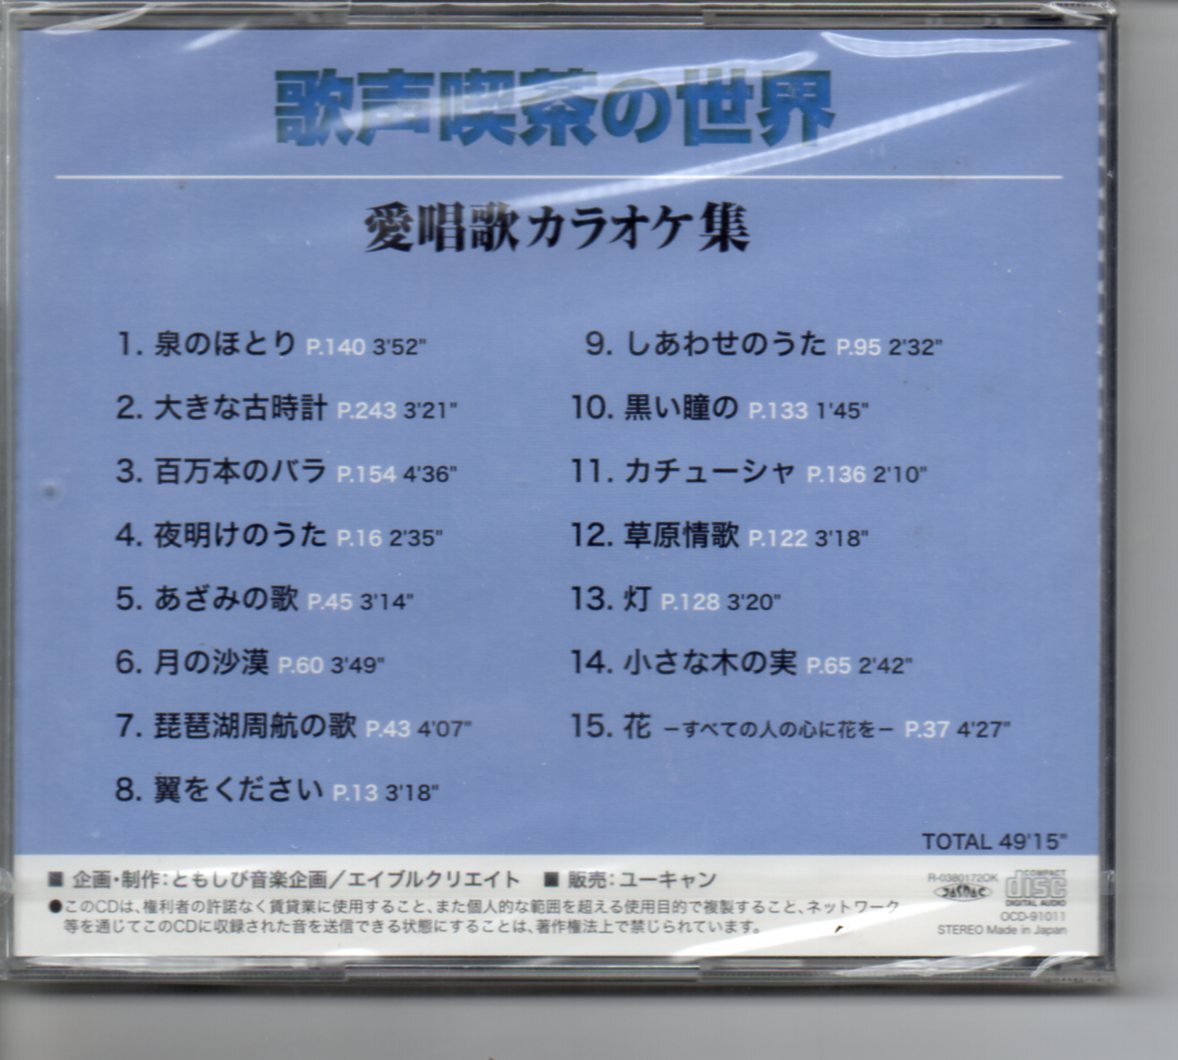 歌声喫茶の世界
愛唱歌カラオケ集
1. 泉のほとり P.140 3'52"
2. 大きな古時計 P.243 3'21"
3. 百万本のバラ P.154 4'36"
4. 夜明けのうた P.16 2'35"
5. あざみの歌 P.45 3'14"
6. 月の沙漠 P.60 3'49"
7. 琵琶湖周航の歌 P.43 4'07"
8. 翼をください P.13 3'18"
9. しあわせのうた P.95 2'32"
10. 黒い瞳の P.133 1'45"
11. カチューシャ P.136 2'10"
12. 草原情歌 P.122 3'18"
13. 灯 P.128 3'20"
14. 小さな木の実 P.65 2'42"
15. 花 －すべての人の心に花を－ P.37 4'27"
TOTAL 49'15"
■ 企画・制作：ともしび音楽企画／エイブルクリエイト ■ 販売：ユーキャン
●このCDは、権利者の許諾なく賃貸業に使用すること、また個人的な範囲を超える使用目的で複製すること、ネットワーク
等を通じてこのCDに収録された音を送信できる状態にすることは、著作権法上で禁じられています。
R-0380172DK
JASRAC
COMPACT
disc
DIGITAL AUDIO
OCD-91011
STEREO Made in Japan